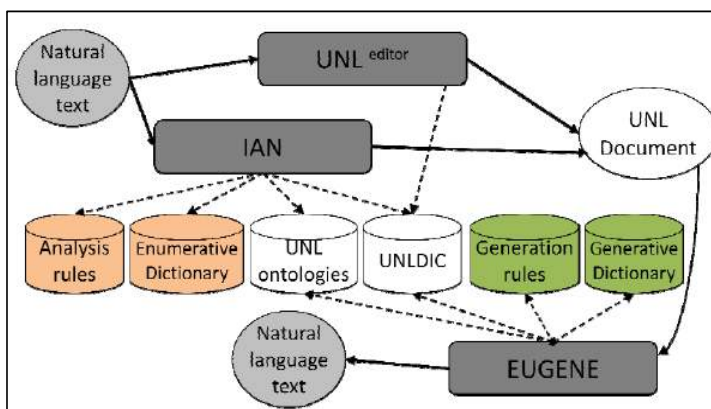 Natural
language
text
UNL editor
UNL
Document
IAN
Analysis
rules
Enumerative
Dictionary
UNL
ontologies
UNLDIC
Generation
rules
Generative
Dictionary
Natural
language
text
EUGENE